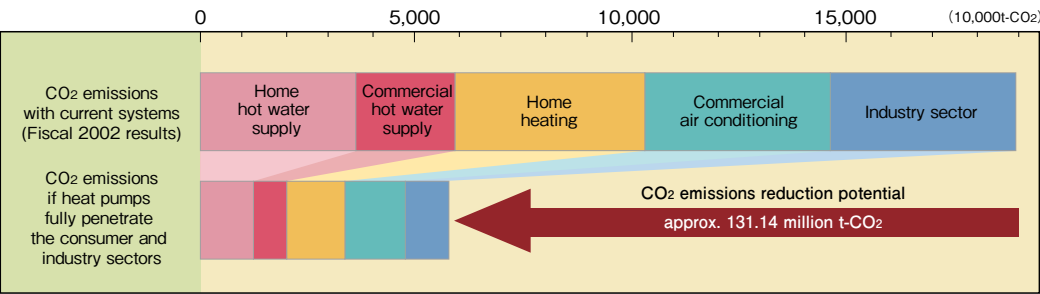 0 5,000 10,000 15,000 (10,000t-CO2)
CO2 emissions
with current systems
(Fiscal 2002 results)
Home
hot water
supply
Commercial
hot water
supply
Home
heating
Commercial
air conditioning
Industry sector
CO2 emissions
if heat pumps
fully penetrate
the consumer and
industry sectors
CO2 emissions reduction potential
approx. 131.14 million t-CO2